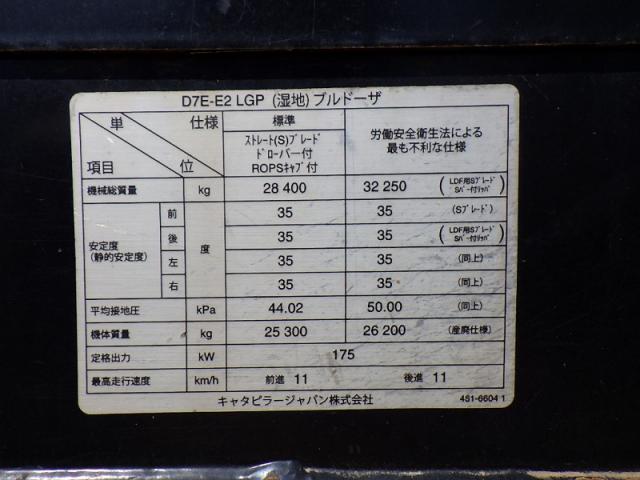 D7E-E2 LGP (湿地) ブルドーザ
単 仕様
項目 位
標準
ストレート(S)ブレード
ドローバー付
ROPSキャブ付
労働安全衛生法による
最も不利な仕様
機械総質量 kg 28 400 32 250 (LDF用Sブレード Sバー付リッパ)
安定度
(静的安定度)
度
前 35 35 (Sブレード)
後 35 35 (LDF用Sブレード Sバー付リッパ)
左 35 35 (同上)
右 35 35 (同上)
平均接地圧 kPa 44.02 50.00 (同上)
機体質量 kg 25 300 26 200 (産廃仕様)
定格出力 kW 175
最高走行速度 km/h 前進 11 後進 11
キャタピラージャパン株式会社 481-6604 1